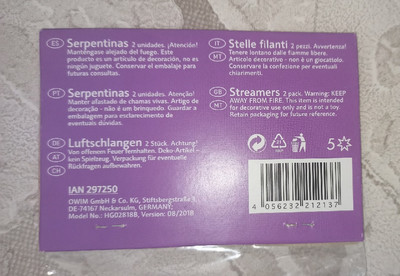 ES Serpentinas 2 unidades. ¡Atención!
Manténgase alejado del fuego. Este
producto es un artículo de decoración, no es
ningún juguete. Conservar el embalaje para
futuras consultas.
PT Serpentinas 2 unidades. Atenção!
Manter afastado de chamas vivas. Artigo de
decoração - não é um brinquedo. Guardar a
embalagem para esclarecimento de
eventuais dúvidas.
DE AT CH Luftschlangen 2 Stück. Achtung!
Von offenem Feuer fernhalten. Deko-Artikel -
kein Spielzeug. Verpackung für eventuelle
Rückfragen aufbewahren.
IAN 297250
OWIM GmbH & Co. KG, Stiftsbergstraße 1,
DE-74167 Neckarsulm, GERMANY;
Model No.: HG02818B, Version: 08/2018
IT MT Stelle filanti 2 pezzi. Avvertenza!
Tenere lontano dalle fiamme libere.
Articolo decorativo - non è un giocattolo.
Conservare la confezione per eventuali
chiarimenti.
GB MT Streamers 2 pack. Warning: KEEP
AWAY FROM FIRE. This item is intended
for decorative use only and is not a toy.
Retain packaging for future reference.
5
4 056232 212137